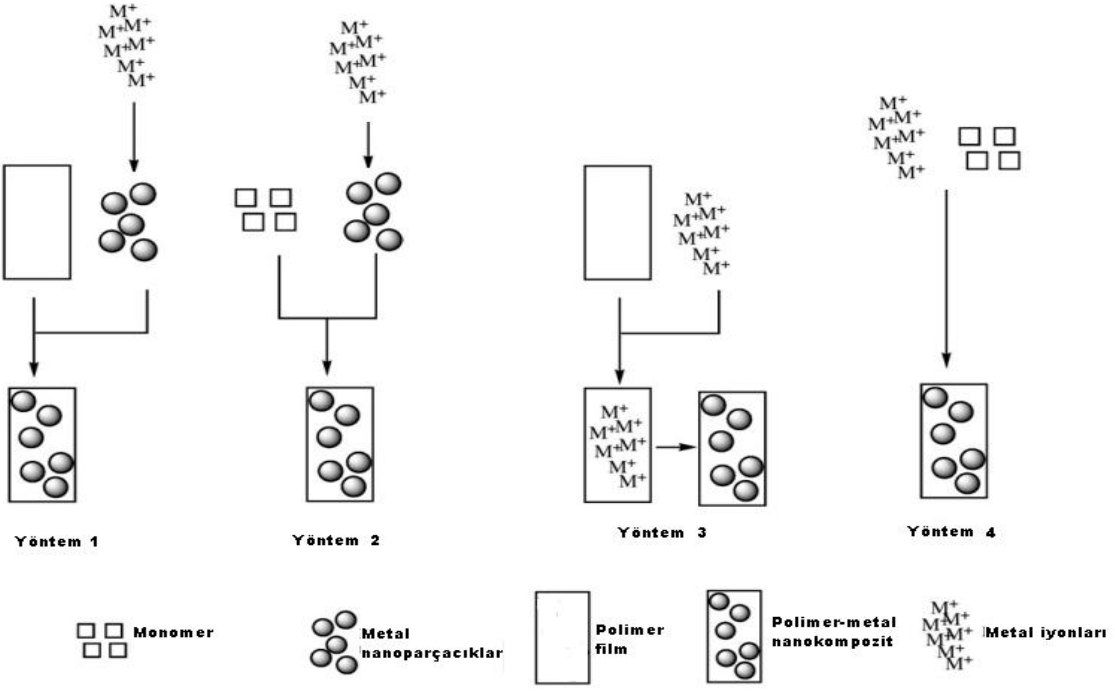 M⁺
M⁺M⁺
M⁺M⁺
M⁺
M⁺
M⁺
M⁺M⁺
M⁺M⁺
M⁺
M⁺
M⁺
M⁺M⁺
M⁺M⁺
M⁺
M⁺
M⁺
M⁺M⁺
M⁺M⁺
M⁺
M⁺
M⁺
M⁺M⁺
M⁺M⁺
M⁺
M⁺
Yöntem 1
Yöntem 2
Yöntem 3
Yöntem 4
Monomer
Metal
nanoparçacıklar
Polimer
film
Polimer-metal
nanokompozit
M⁺
M⁺M⁺
M⁺M⁺
M⁺
M⁺
Metal iyonları